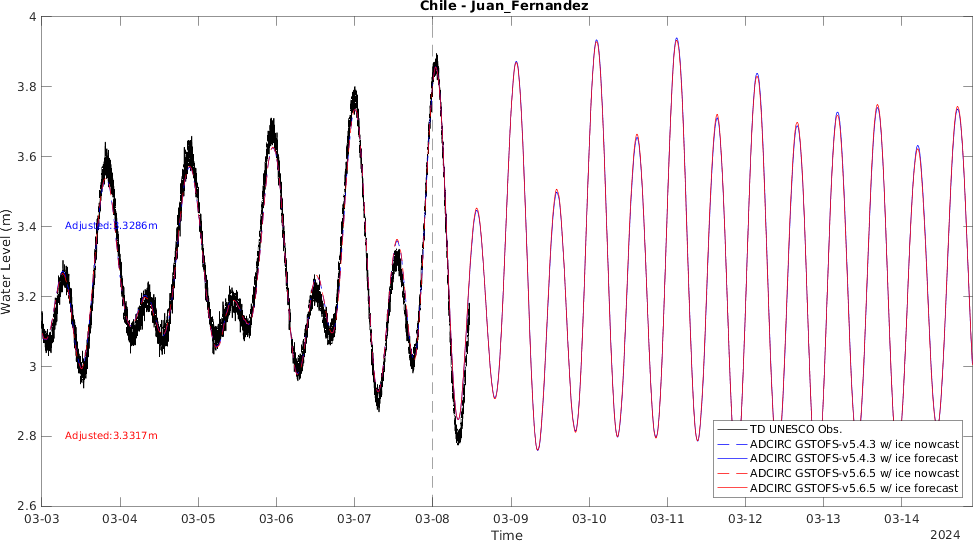 Chile - Juan_Fernandez
4
3.8
3.6
3.4
3.2
3
2.8
2.6
Water Level (m)
Adjusted:3.3286m
Adjusted:3.3317m
TD UNESCO Obs.
ADCIRC GSTOFS-v5.4.3 w/ ice nowcast
ADCIRC GSTOFS-v5.4.3 w/ ice forecast
ADCIRC GSTOFS-v5.6.5 w/ ice nowcast
ADCIRC GSTOFS-v5.6.5 w/ ice forecast
03-03 03-04 03-05 03-06 03-07 03-08 03-09 03-10 03-11 03-12 03-13 03-14
Time
2024